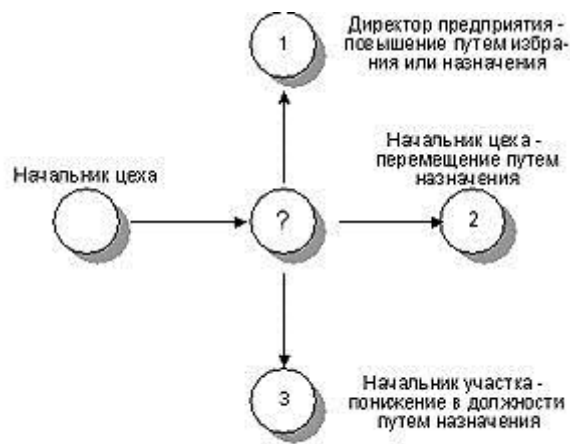 1
Директор предприятия -
повышение путем избра-
ния или назначения
Начальник цеха
?
Начальник цеха -
перемещение путем
назначения
2
3
Начальник участка -
понижение в должности
путем назначения